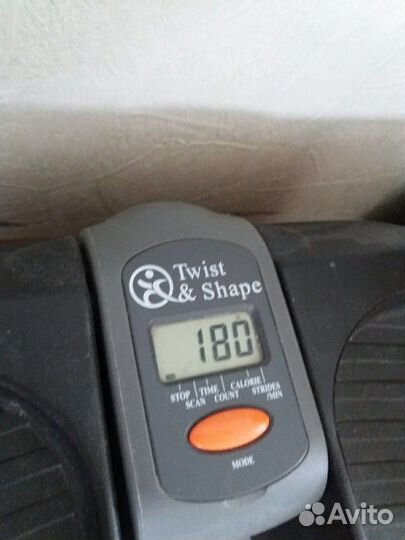 Twist
& Shape
180
STOP TIME CALORIE STRIDES
SCAN COUNT /MIN
MODE
Avito